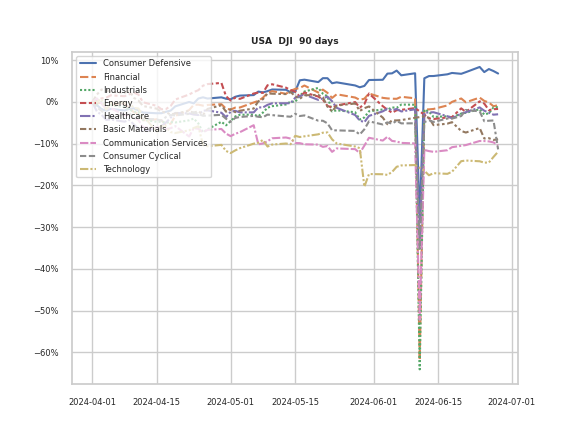 USA  DJI  90 days
Consumer Defensive
Financial
Industrials
Energy
Healthcare
Basic Materials
Communication Services
Consumer Cyclical
Technology
10%
0%
−10%
−20%
−30%
−40%
−50%
−60%
2024-04-01 2024-04-15 2024-05-01 2024-05-15 2024-06-01 2024-06-15 2024-07-01